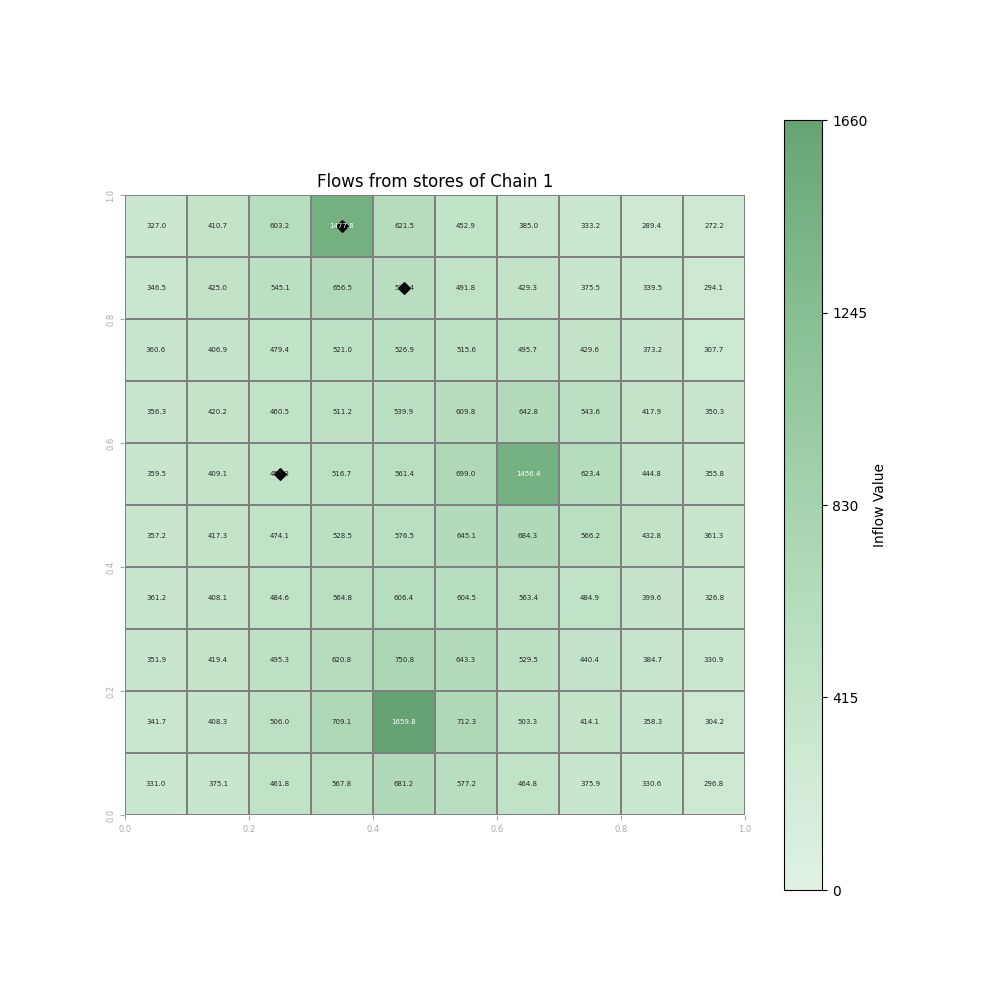 Flows from stores of Chain 1
1660
1245
830
415
0
Inflow Value
1.0
0.8
0.6
0.4
0.2
0.0
327.0 410.7 603.2 621.5 452.9 385.0 333.2 289.4 272.2
346.5 425.0 545.1 656.5 491.8 429.3 375.5 339.5 294.1
360.6 406.9 479.4 521.0 526.9 515.6 495.7 429.6 373.2 307.7
356.3 420.2 460.5 511.2 539.9 609.8 642.8 543.6 417.9 350.3
359.5 409.1 516.7 561.4 699.0 1456.4 623.4 444.8 355.8
357.2 417.3 474.1 528.5 576.5 645.1 684.3 566.2 432.8 361.3
361.2 408.1 484.6 564.8 606.4 604.5 563.4 484.9 399.6 326.8
351.9 419.4 495.3 620.8 750.8 643.3 529.5 440.4 384.7 330.9
341.7 408.3 506.0 709.1 1659.8 712.3 503.3 414.1 358.3 304.2
331.0 375.1 461.8 567.8 681.2 577.2 464.8 375.9 330.6 296.8
0.0 0.2 0.4 0.6 0.8 1.0